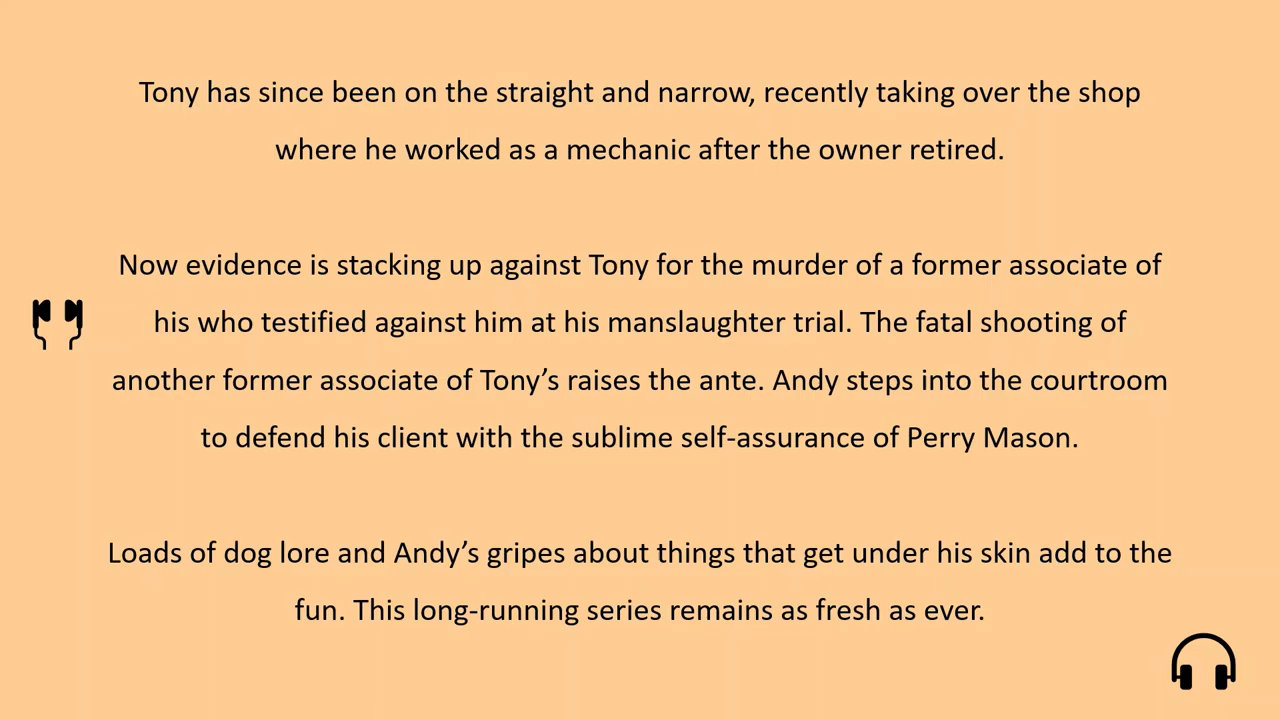 Tony has since been on the straight and narrow, recently taking over the shop
where he worked as a mechanic after the owner retired.
Now evidence is stacking up against Tony for the murder of a former associate of
his who testified against him at his manslaughter trial. The fatal shooting of
another former associate of Tony’s raises the ante. Andy steps into the courtroom
to defend his client with the sublime self-assurance of Perry Mason.
Loads of dog lore and Andy’s gripes about things that get under his skin add to the
fun. This long-running series remains as fresh as ever.